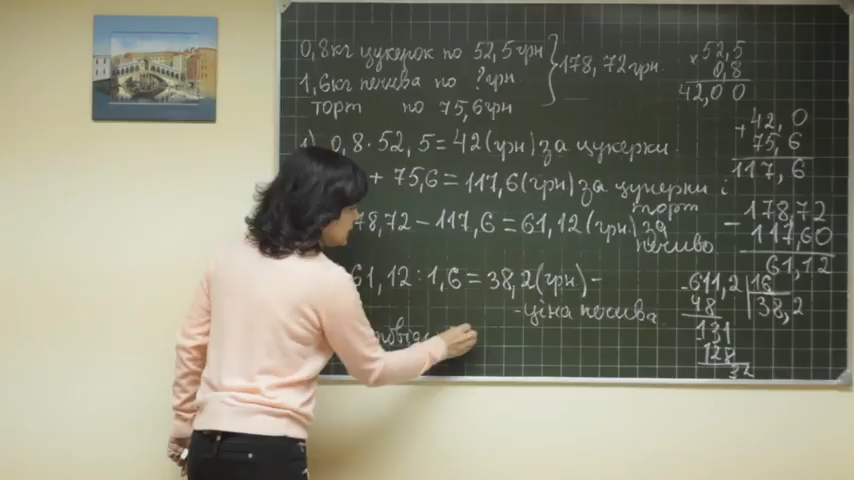 0,8кг цукерок по 52,5грн
1,6кг печива по ?грн
торт по 75,6грн
178,72грн
1) 0,8·52,5=42(грн) за цукерки.
+ 75,6=117,6(грн) за цукерки і
торт
78,72-117,6=61,12(грн) за
печиво
61,12:1,6=38,2(грн)-
-ціна печива.
×52,5
0,8
42,00
+42,0
75,6
117,6
-178,72
117,60
61,12
-611,2|16
48
38,2
-131
128
32